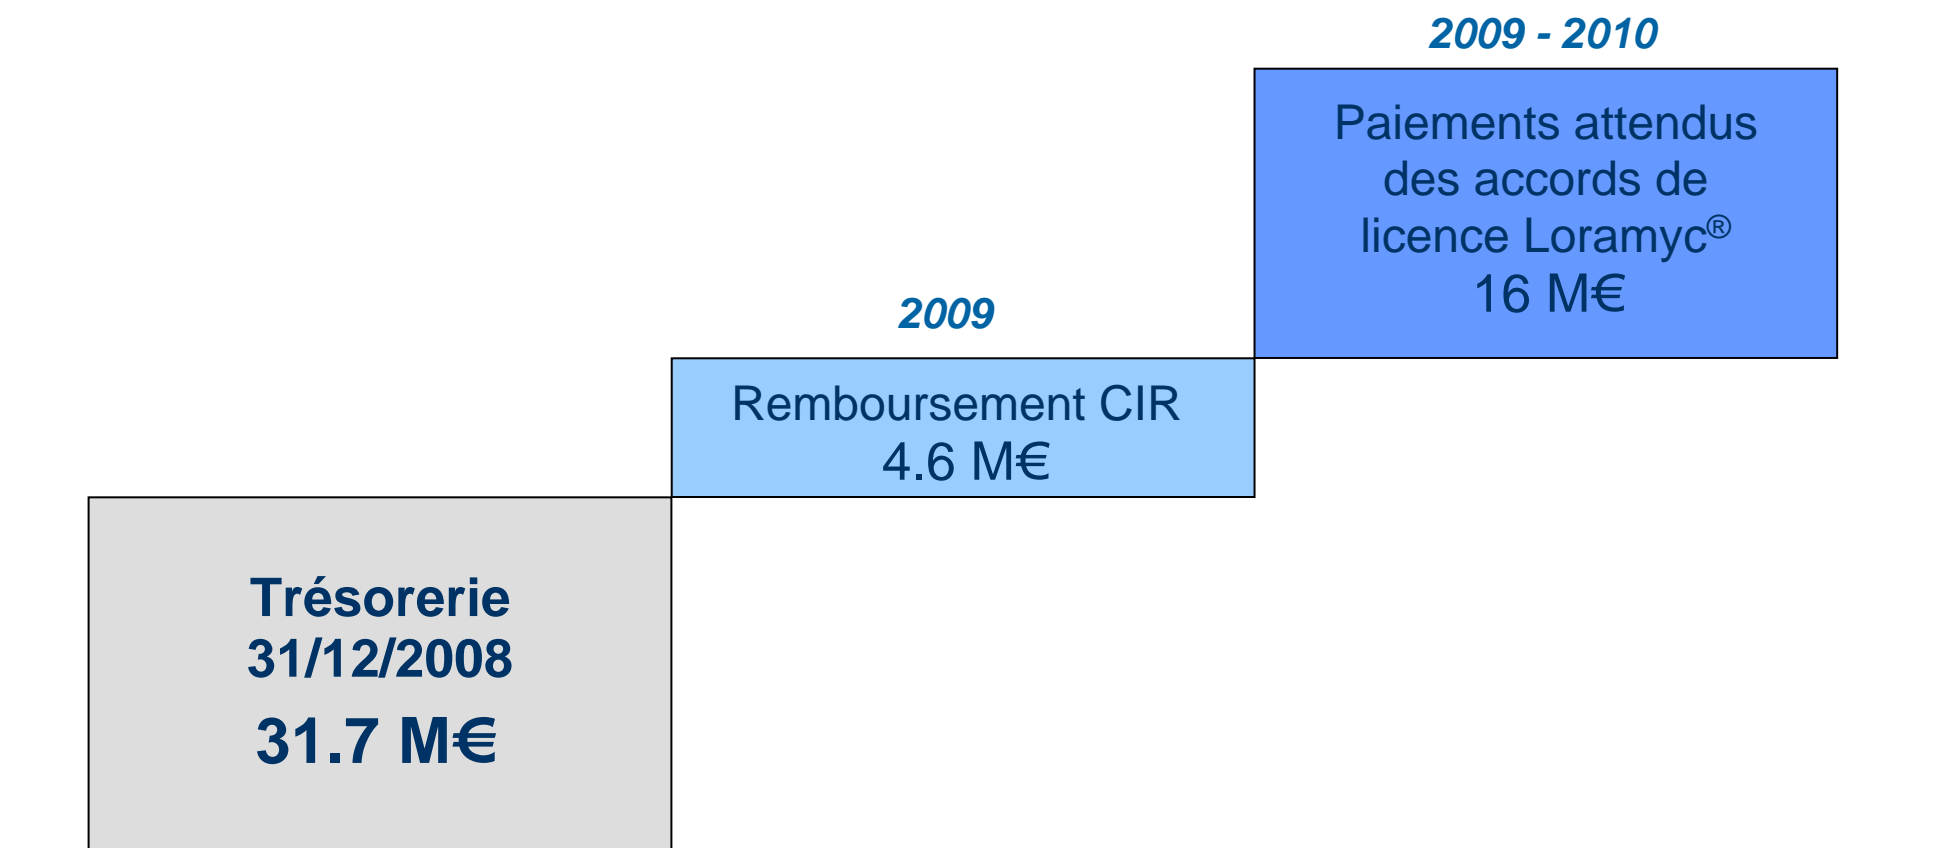 2009 - 2010
Paiements attendus
des accords de
licence Loramyc®
16 M€
2009
Remboursement CIR
4.6 M€
Trésorerie
31/12/2008
31.7 M€